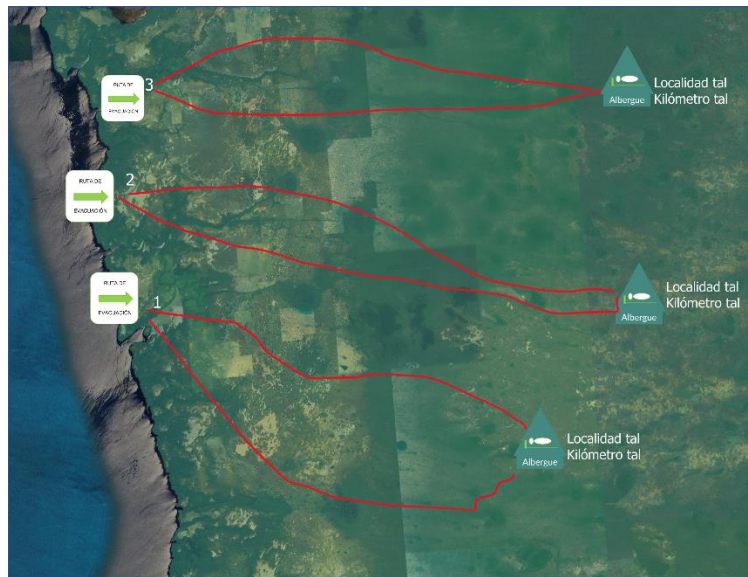 RUTA DE
EVACUACIÓN
3
Albergue
Localidad tal
Kilómetro tal
RUTA DE
EVACUACIÓN
2
Albergue
Localidad tal
Kilómetro tal
RUTA DE
EVACUACIÓN
1
Albergue
Localidad tal
Kilómetro tal